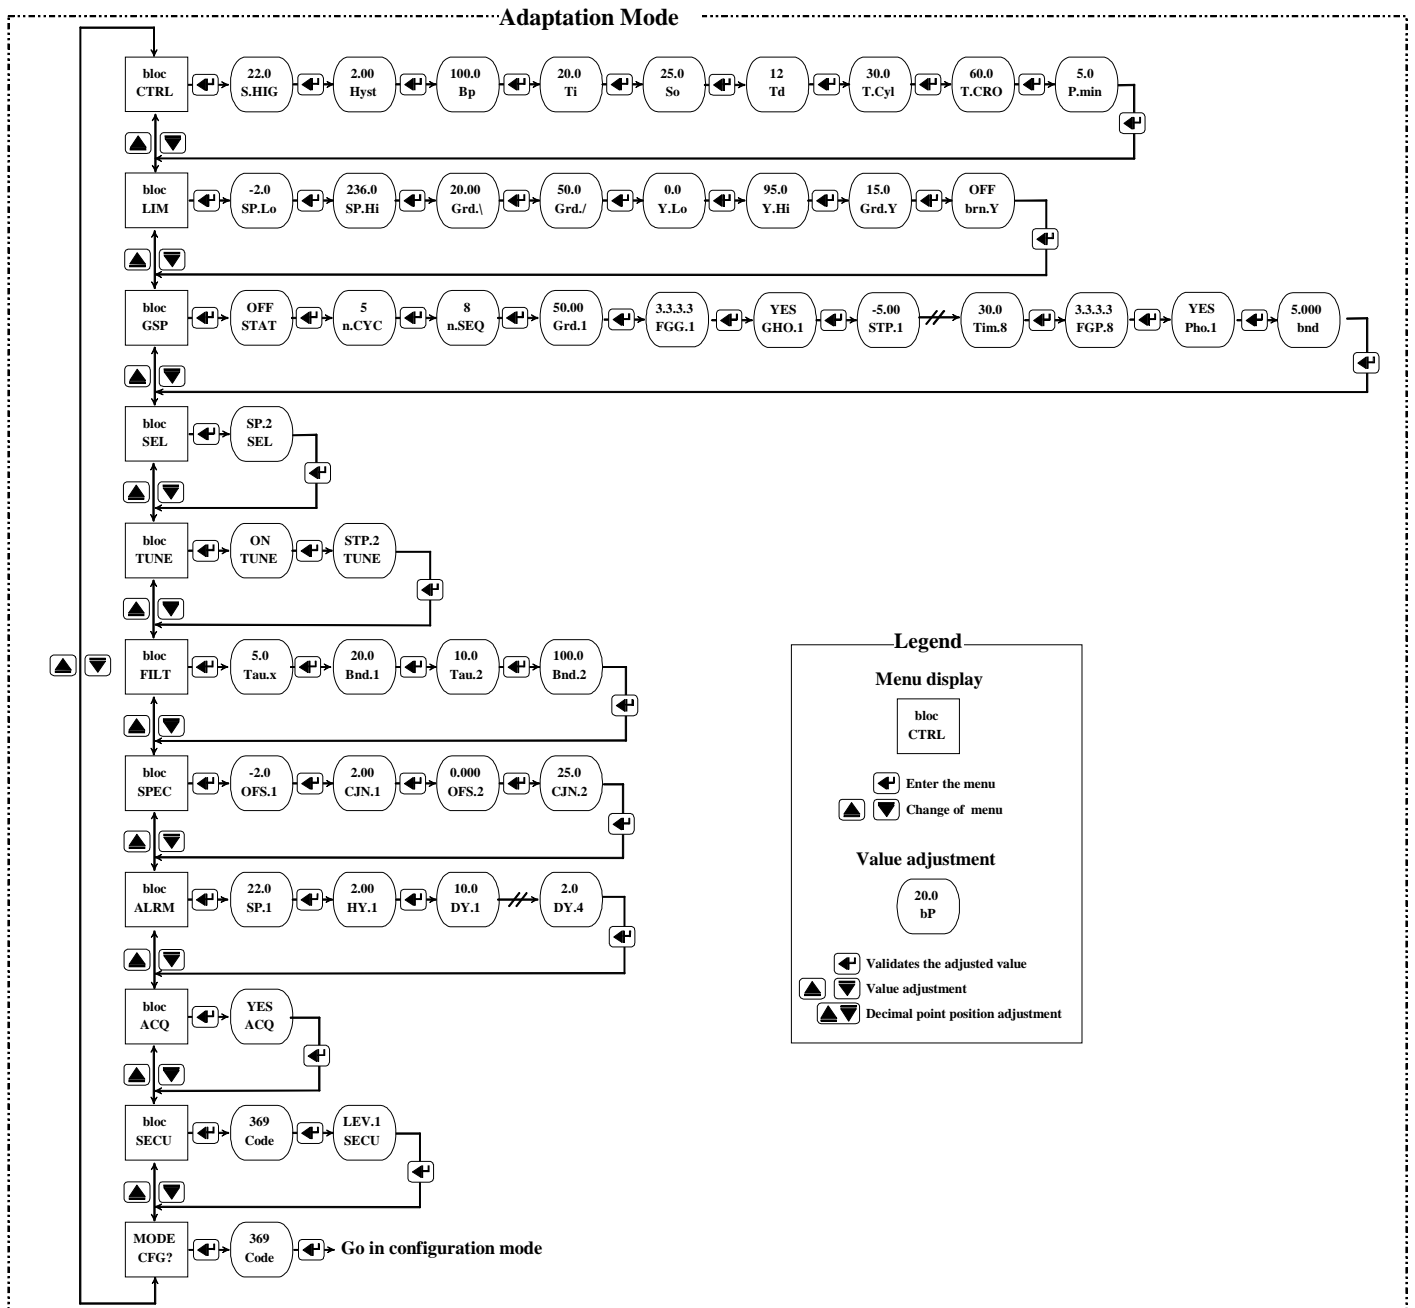 Adaptation Mode
bloc
CTRL
22.0
S.HIG
2.00
Hyst
100.0
Bp
20.0
Ti
25.0
So
12
Td
30.0
T.Cyl
60.0
T.CRO
5.0
P.min
bloc
LIM
-2.0
SP.Lo
236.0
SP.Hi
20.00
Grd.\
50.0
Grd./
0.0
Y.Lo
95.0
Y.Hi
15.0
Grd.Y
OFF
brn.Y
bloc
GSP
OFF
STAT
5
n.CYC
8
n.SEQ
50.00
Grd.1
3.3.3.3
FGG.1
YES
GHO.1
-5.00
STP.1
30.0
Tim.8
3.3.3.3
FGP.8
YES
Pho.1
5.000
bnd
bloc
SEL
SP.2
SEL
bloc
TUNE
ON
TUNE
STP.2
TUNE
bloc
FILT
5.0
Tau.x
20.0
Bnd.1
10.0
Tau.2
100.0
Bnd.2
bloc
SPEC
-2.0
OFS.1
2.00
CJN.1
0.000
OFS.2
25.0
CJN.2
bloc
ALRM
22.0
SP.1
2.00
HY.1
10.0
DY.1
2.0
DY.4
bloc
ACQ
YES
ACQ
bloc
SECU
369
Code
LEV.1
SECU
MODE
CFG?
369
Code
Go in configuration mode
Legend
Menu display
bloc
CTRL
Enter the menu
Change of menu
Value adjustment
20.0
bP
Validates the adjusted value
Value adjustment
Decimal point position adjustment